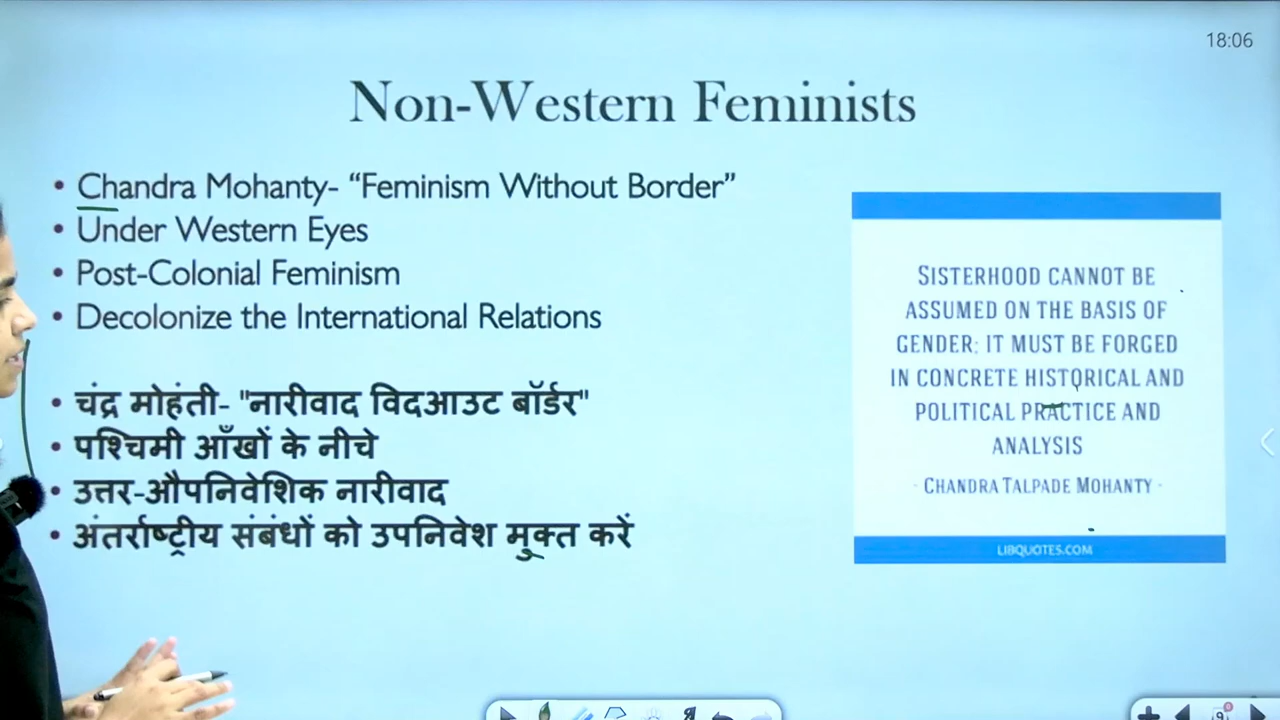 18:06
Non-Western Feminists
• Chandra Mohanty- “Feminism Without Border”
• Under Western Eyes
• Post-Colonial Feminism
• Decolonize the International Relations
• चंद्र मोहंती- "नारीवाद विदआउट बॉर्डर"
• पश्चिमी आँखों के नीचे
• उत्तर-औपनिवेशिक नारीवाद
• अंतर्राष्ट्रीय संबंधों को उपनिवेश मुक्त करें
SISTERHOOD CANNOT BE
ASSUMED ON THE BASIS OF
GENDER; IT MUST BE FORGED
IN CONCRETE HISTORICAL AND
POLITICAL PRACTICE AND
ANALYSIS
- CHANDRA TALPADE MOHANTY -
LIBQUOTES.COM
9